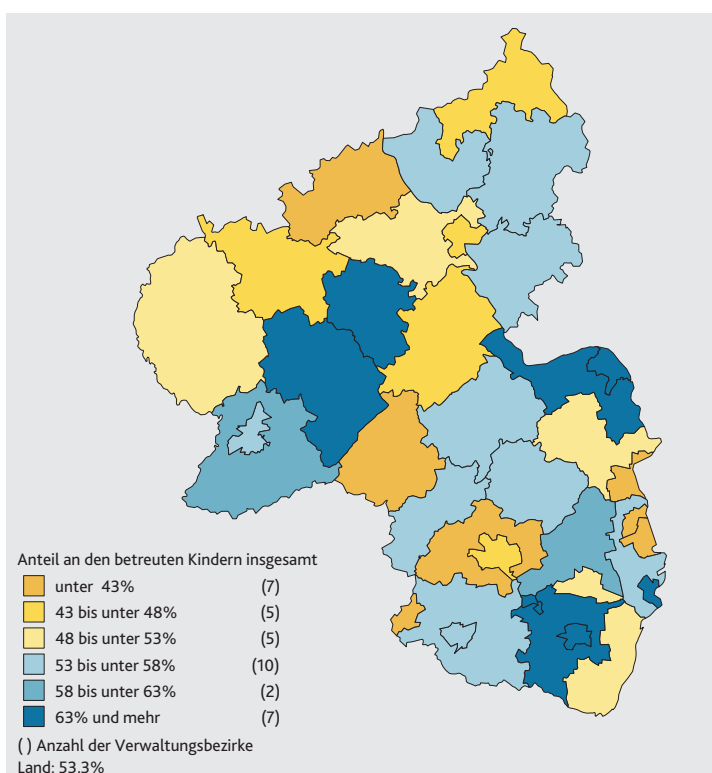 Anteil an den betreuten Kindern insgesamt
unter 43% (7)
43 bis unter 48% (5)
48 bis unter 53% (5)
53 bis unter 58% (10)
58 bis unter 63% (2)
63% und mehr (7)
( ) Anzahl der Verwaltungsbezirke
Land: 53.3%